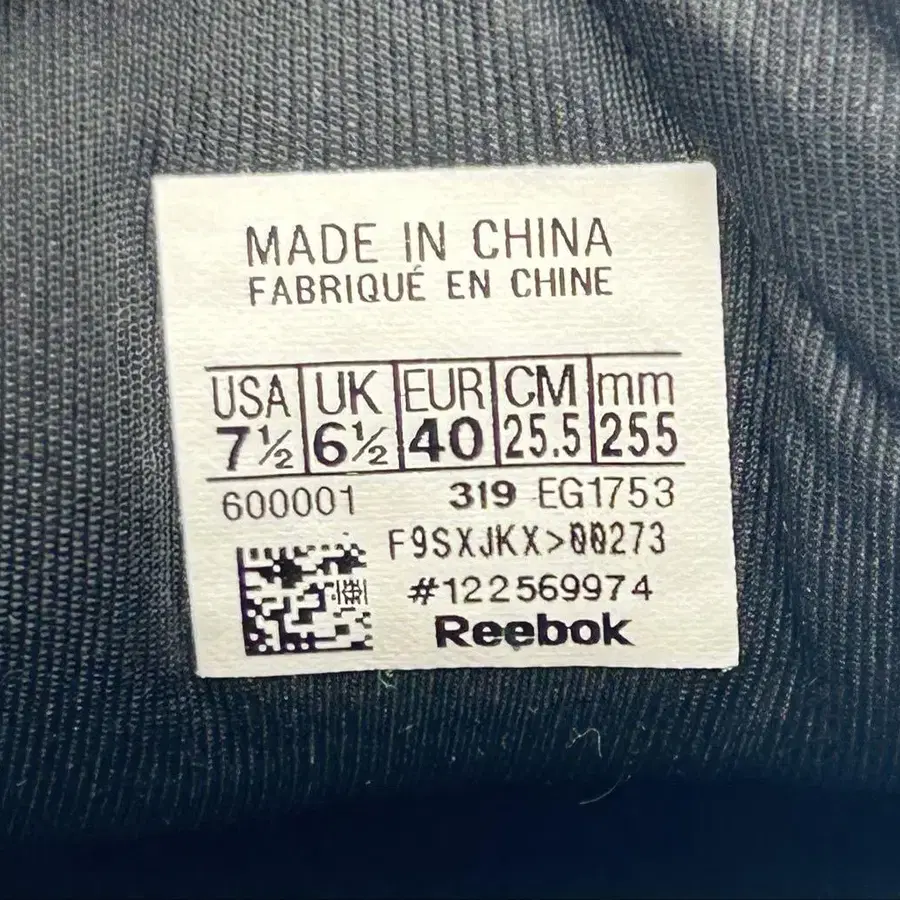 MADE IN CHINA
FABRIQUÉ EN CHINE
USA UK EUR CM mm
7½ 6½ 40 25.5 255
600001 319 EG1753
F9SXJKX>00273
#122569974
Reebok